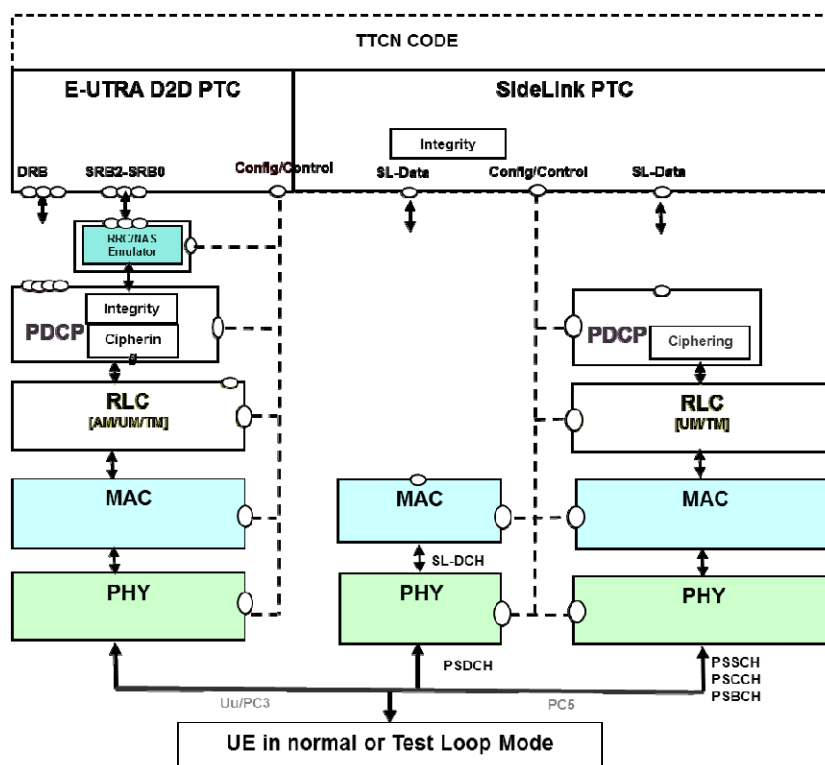 TTCN CODE
E-UTRA D2D PTC
SideLink PTC
Integrity
DRB
SRB2-SRB0
Config/Control
SL-Data
Config/Control
SL-Data
RRC/NAS
Emulator
PDCP
Integrity
Cipherin
g
PDCP
Ciphering
RLC
[AM/UM/TM]
RLC
[UM/TM]
MAC
MAC
MAC
SL-DCH
PHY
PHY
PHY
PSDCH
PSSCH
PSCCH
PSBCH
Uu/PC3
PC5
UE in normal or Test Loop Mode